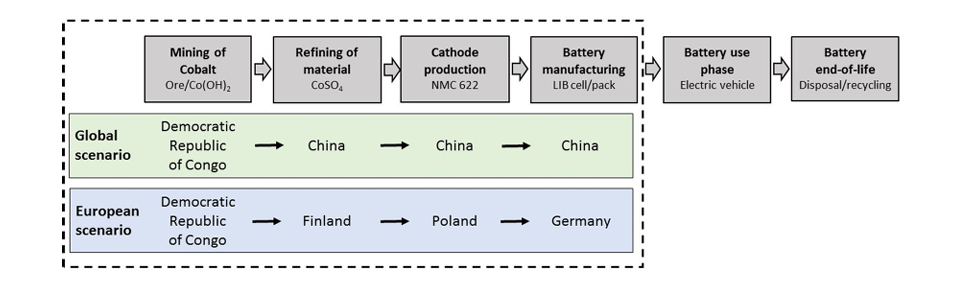 Mining of
Cobalt
Ore/Co(OH)₂
Refining of
material
CoSO₄
Cathode
production
NMC 622
Battery
manufacturing
LIB cell/pack
Battery use
phase
Electric vehicle
Battery
end-of-life
Disposal/recycling
Global
scenario
Democratic
Republic
of Congo
China
China
China
European
scenario
Democratic
Republic
of Congo
Finland
Poland
Germany